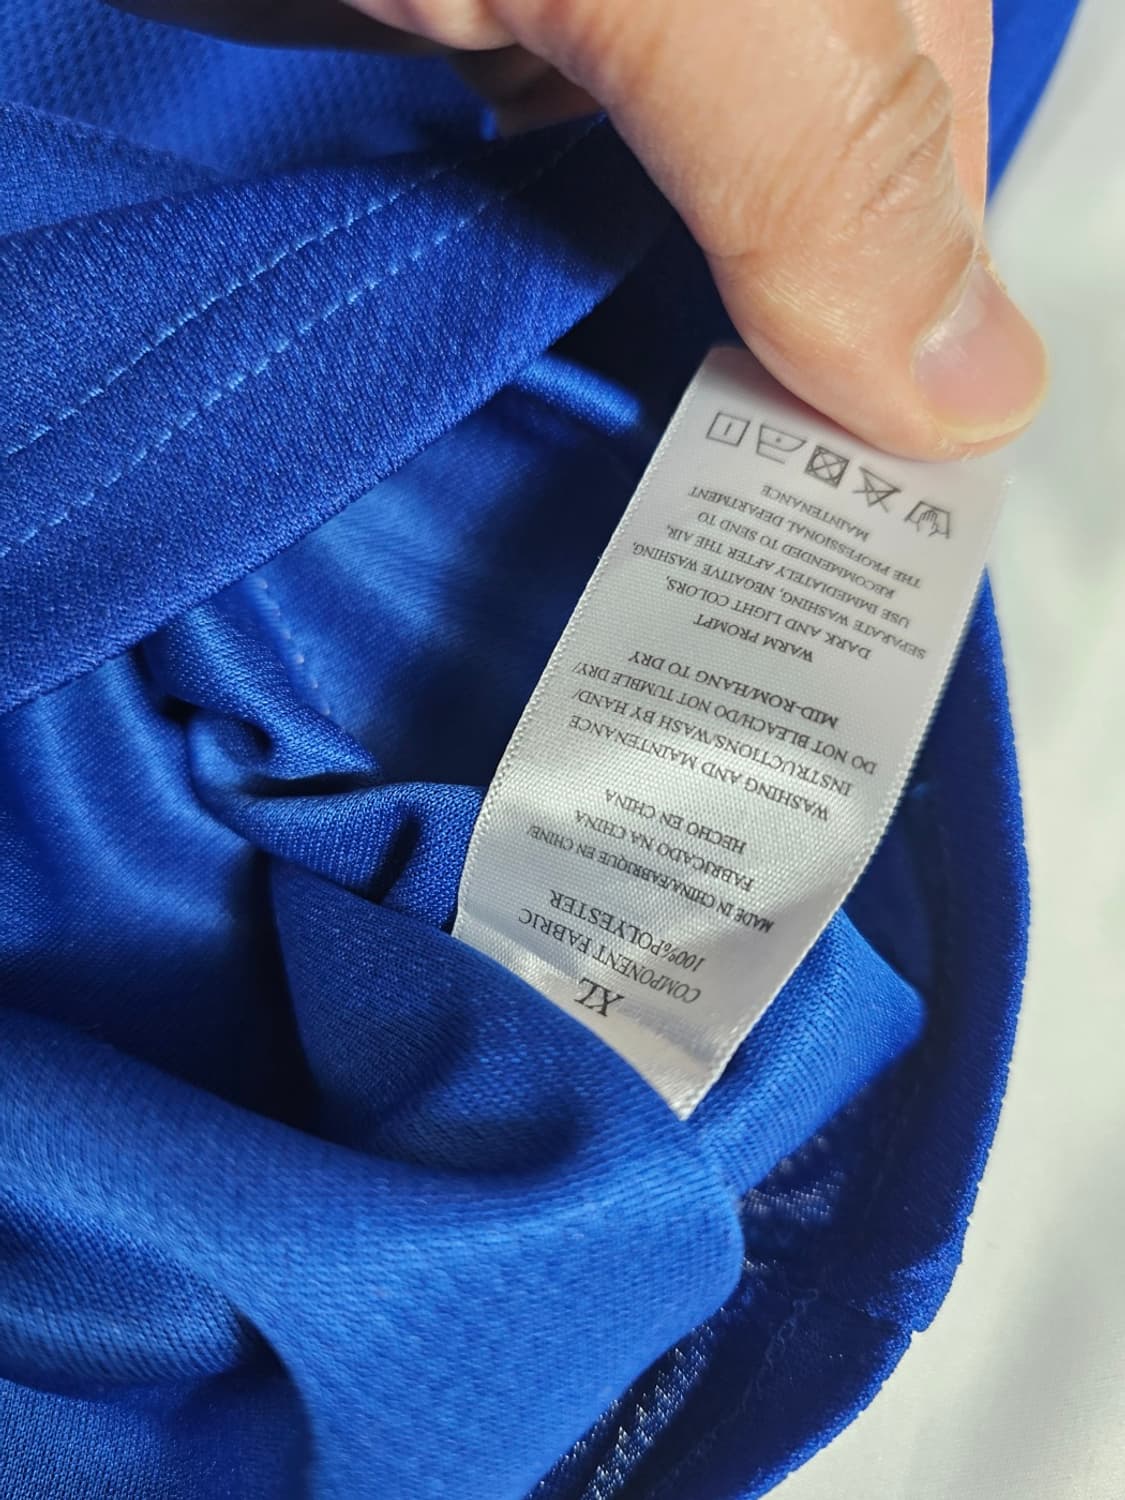 XL
COMPONENT FABRIC
100%POLYESTER
MADE IN CHINA/FABRIQUE EN CHINE/
FABRICADO NA CHINA
HECHO EN CHINA
WASHING AND MAINTENANCE
INSTRUCTIONS/WASH BY HAND/
DO NOT BLEACH/DO NOT TUMBLE DRY/
MID-ROM/HANG TO DRY
WARM PROMPT
DARK AND LIGHT COLORS,
SEPARATE WASHING, NEGATIVE WASHING,
USE IMMEDIATELY AFTER THE AIR,
RECOMMENDED TO SEND TO
THE PROFESSIONAL DEPARTMENT
MAINTENANCE